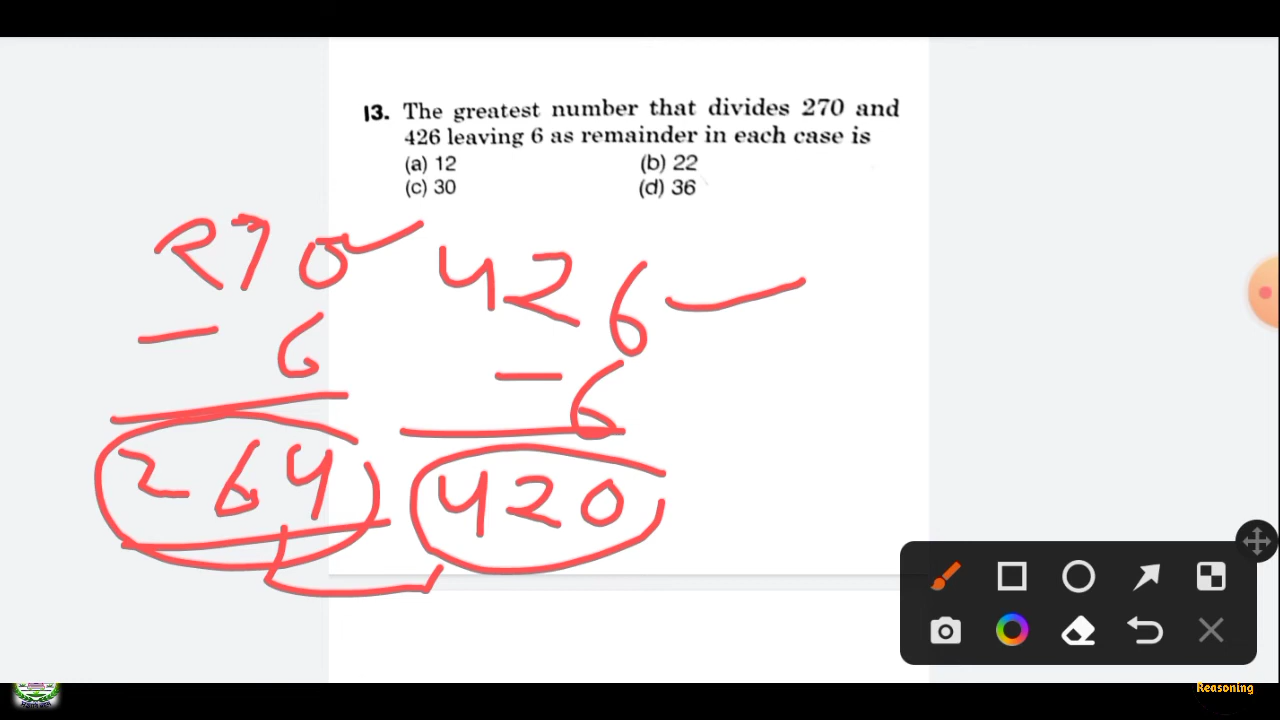 13. The greatest number that divides 270 and
426 leaving 6 as remainder in each case is
(a) 12 (b) 22
(c) 30 (d) 36
270 426
- 6 - 6
264 420
Reasoning